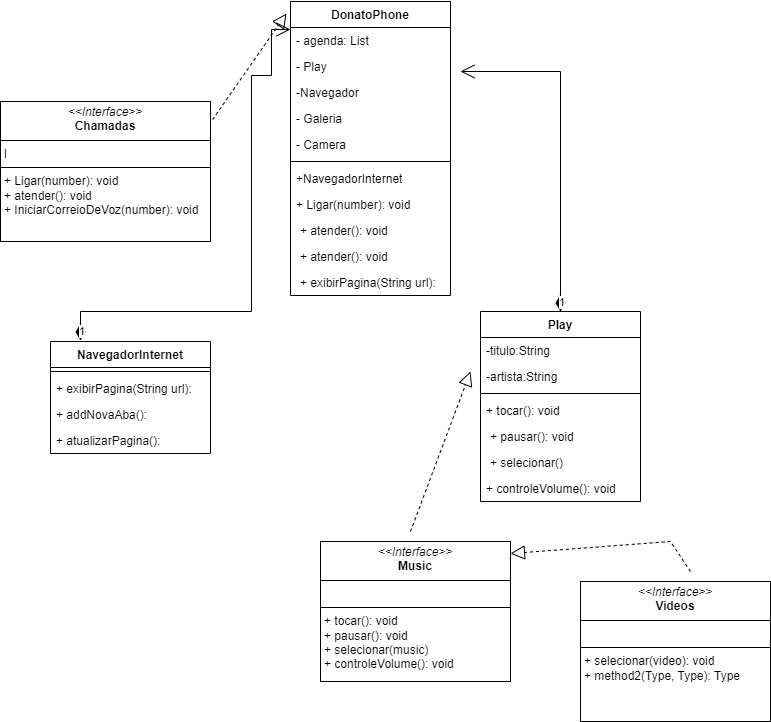 DonatoPhone
- agenda: List
- Play
-Navegador
- Galeria
- Camera
+NavegadorInternet
+ Ligar(number): void
+ atender(): void
+ atender(): void
+ exibirPagina(String url):
<<Interface>>
Chamadas
l
+ Ligar(number): void
+ atender(): void
+ IniciarCorreioDeVoz(number): void
1
NavegadorInternet
+ exibirPagina(String url):
+ addNovaAba():
+ atualizarPagina():
1
Play
-titulo:String
-artista:String
+ tocar(): void
+ pausar(): void
+ selecionar()
+ controleVolume(): void
<<Interface>>
Music
+ tocar(): void
+ pausar(): void
+ selecionar(music)
+ controleVolume(): void
<<Interface>>
Videos
+ selecionar(video): void
+ method2(Type, Type): Type